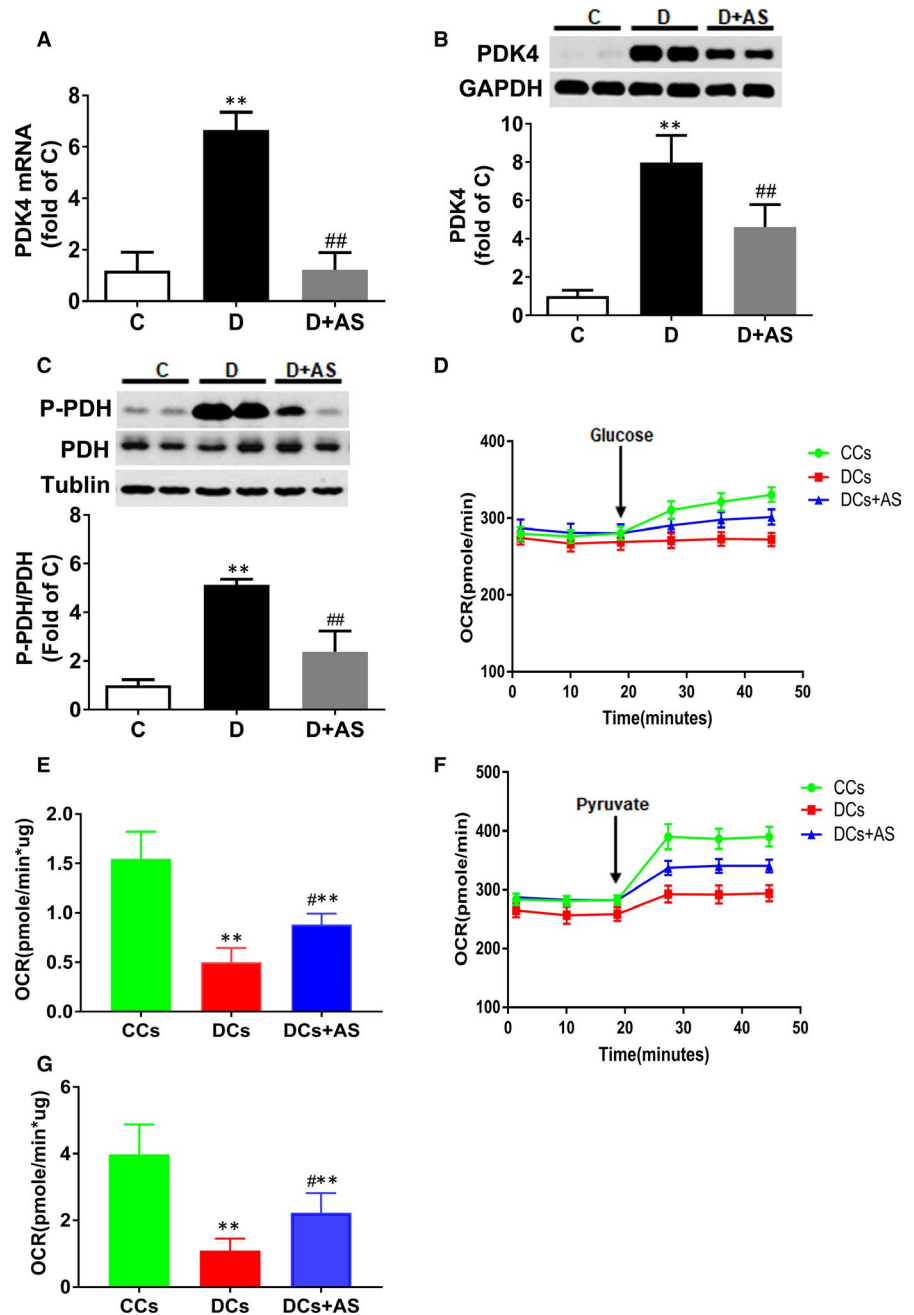 A
PDK4 mRNA
(fold of C)
8
6
4
2
0
**
##
C D D+AS
B
C D D+AS
PDK4
GAPDH
PDK4
(fold of C)
10
8
6
4
2
0
**
##
C D D+AS
C
C D D+AS
P-PDH
PDH
Tublin
P-PDH/PDH
(Fold of C)
8
6
4
2
0
**
##
C D D+AS
D
OCR(pmole/min)
400
300
200
100
Glucose
0 10 20 30 40 50
Time(minutes)
CCs
DCs
DCs+AS
E
OCR(pmole/min*ug)
2.0
1.5
1.0
0.5
0.0
**
#**
CCs DCs DCs+AS
F
OCR(pmole/min)
500
400
300
200
100
Pyruvate
0 10 20 30 40 50
Time(minutes)
CCs
DCs
DCs+AS
G
OCR(pmole/min*ug)
6
4
2
0
**
#**
CCs DCs DCs+AS